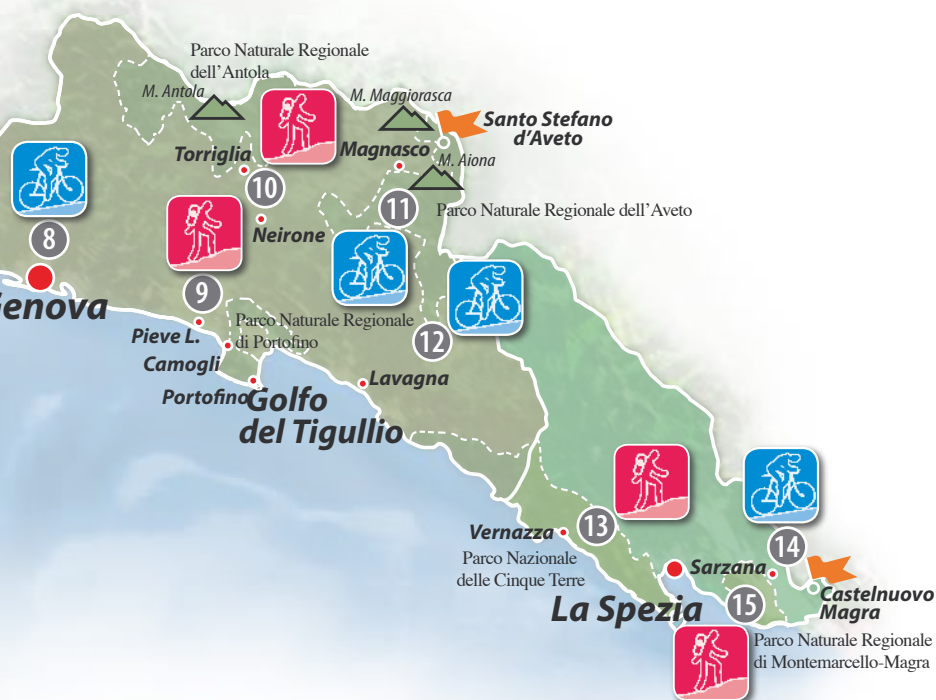 Parco Naturale Regionale
dell'Antola
M. Antola
M. Maggiorasca
Santo Stefano
d'Aveto
Torriglia
Magnasco
M. Aiona
10
11
Parco Naturale Regionale dell'Aveto
8
Neirone
9
Genova
Pieve L.
Parco Naturale Regionale
di Portofino
12
Camogli
Lavagna
Portofino
Golfo
del Tigullio
Vernazza
13
14
Parco Nazionale
delle Cinque Terre
Sarzana
La Spezia
15
Castelnuovo
Magra
Parco Naturale Regionale
di Montemarcello-Magra